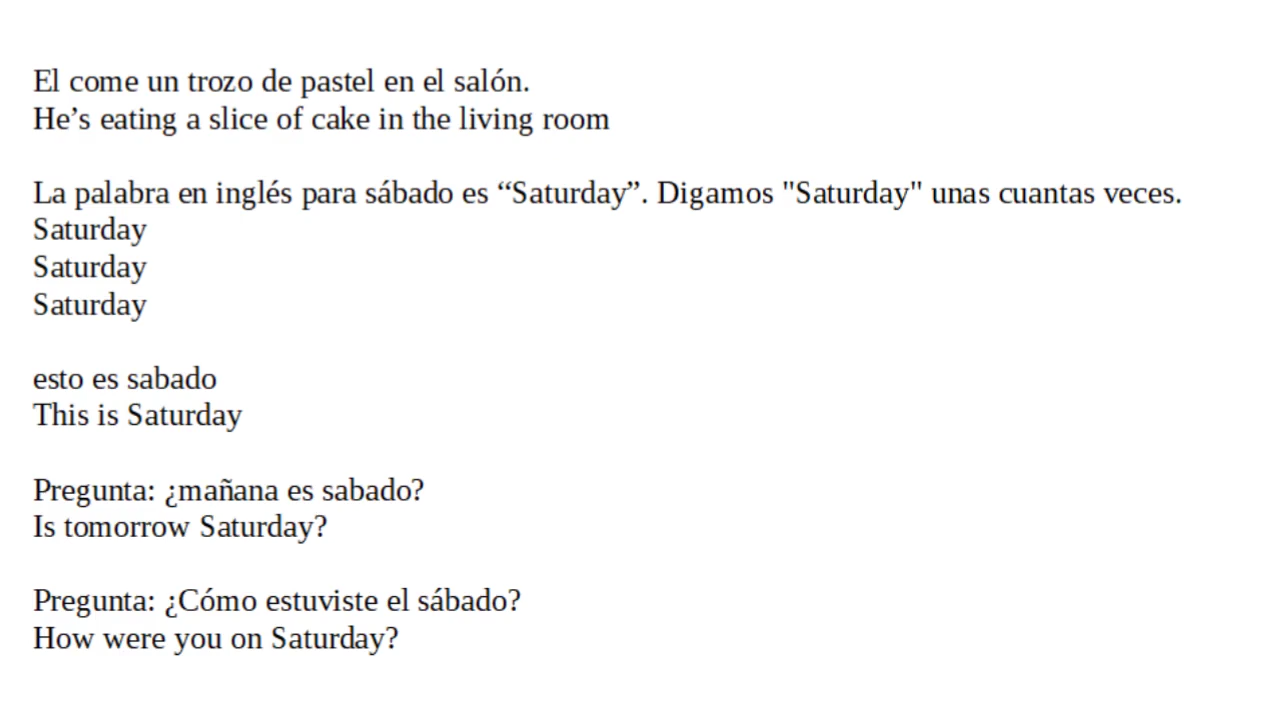 El come un trozo de pastel en el salón.
He’s eating a slice of cake in the living room
La palabra en inglés para sábado es “Saturday”. Digamos "Saturday" unas cuantas veces.
Saturday
Saturday
Saturday
esto es sabado
This is Saturday
Pregunta: ¿mañana es sabado?
Is tomorrow Saturday?
Pregunta: ¿Cómo estuviste el sábado?
How were you on Saturday?